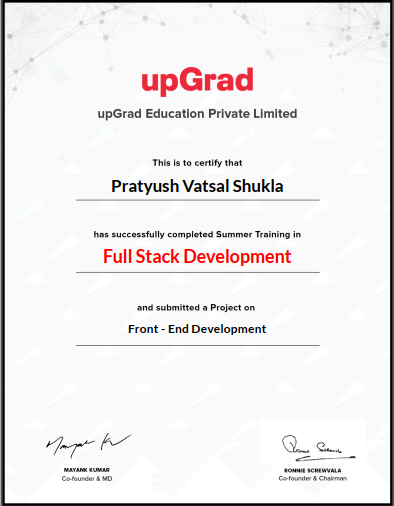 upGrad
upGrad Education Private Limited
This is to certify that
Pratyush Vatsal Shukla
has successfully completed Summer Training in
Full Stack Development
and submitted a Project on
Front - End Development
MAYANK KUMAR
Co-founder & MD
RONNIE SCREWVALA
Co-founder & Chairman